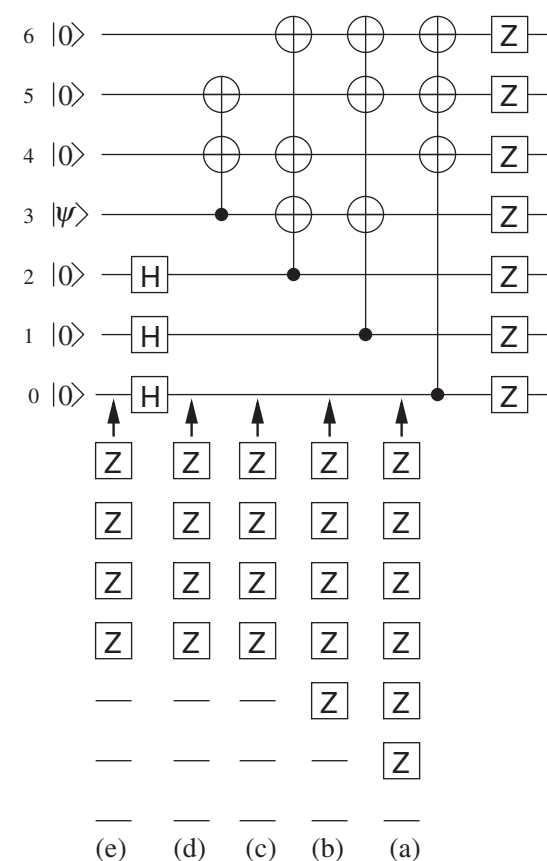 6 |0> Z
5 |0> Z
4 |0> Z
3 |ψ> Z
2 |0> H Z
1 |0> H Z
0 |0> H Z
Z Z Z Z Z
Z Z Z Z Z
Z Z Z Z Z
Z Z Z Z Z
Z Z
Z
(e) (d) (c) (b) (a)